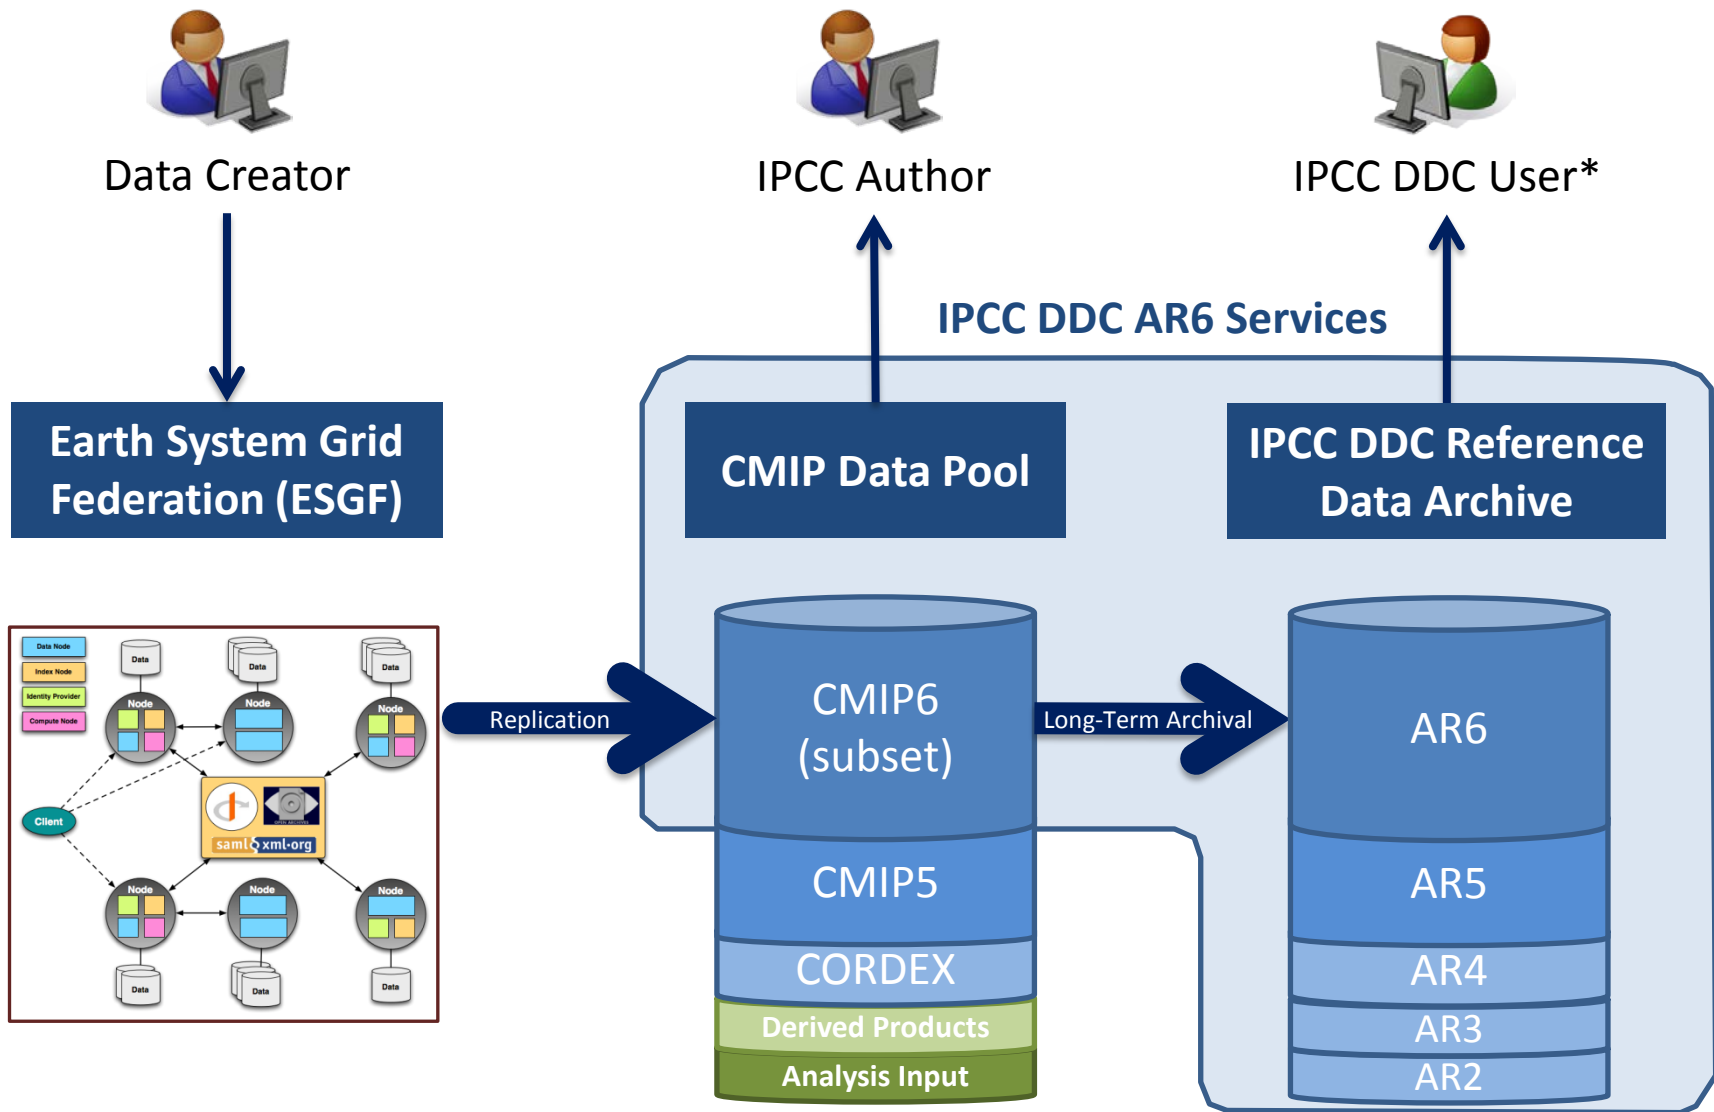 Data Creator
IPCC Author
IPCC DDC User*
IPCC DDC AR6 Services
Earth System Grid
Federation (ESGF)
CMIP Data Pool
IPCC DDC Reference
Data Archive
Data Node
Index Node
Identity Provider
Compute Node
Data
Data
Data
Node
Node
Node
Client
OPEN ARCHIVES
saml xml·org
Node
Node
Node
Data
Data
Data
Replication
CMIP6
(subset)
CMIP5
CORDEX
Derived Products
Analysis Input
Long-Term Archival
AR6
AR5
AR4
AR3
AR2